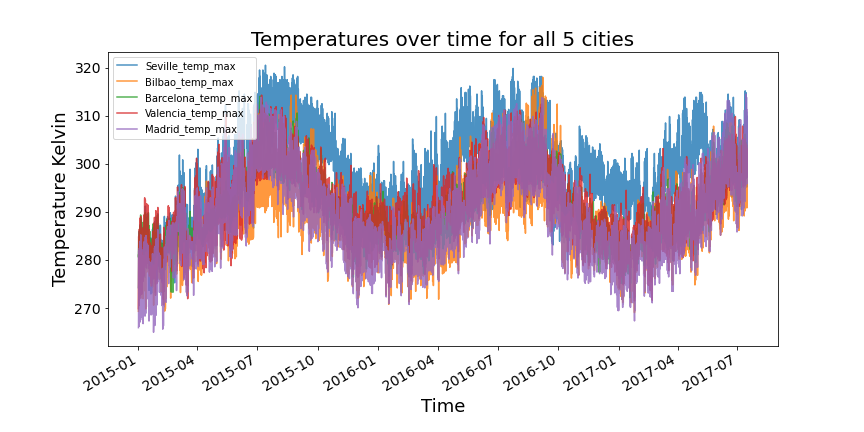 Temperatures over time for all 5 cities
Seville_temp_max
Bilbao_temp_max
Barcelona_temp_max
Valencia_temp_max
Madrid_temp_max
Temperature Kelvin
320
310
300
290
280
270
2015-01
2015-04
2015-07
2015-10
2016-01
2016-04
2016-07
2016-10
2017-01
2017-04
2017-07
Time